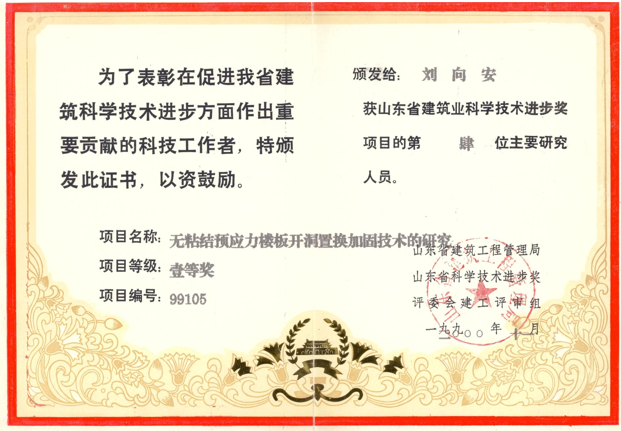 为了表彰在促进我省建
筑科学技术进步方面作出重
要贡献的科技工作者，特颁
发此证书，以资鼓励。
颁发给：刘向安
获山东省建筑业科学技术进步奖
项目的第 肆 位主要研究
人员。
项目名称：无粘结预应力楼板开洞置换加固技术的研究
项目等级：壹等奖
项目编号：99105
山东省建筑工程管理局
山东省科学技术进步奖
评委会建工评审组